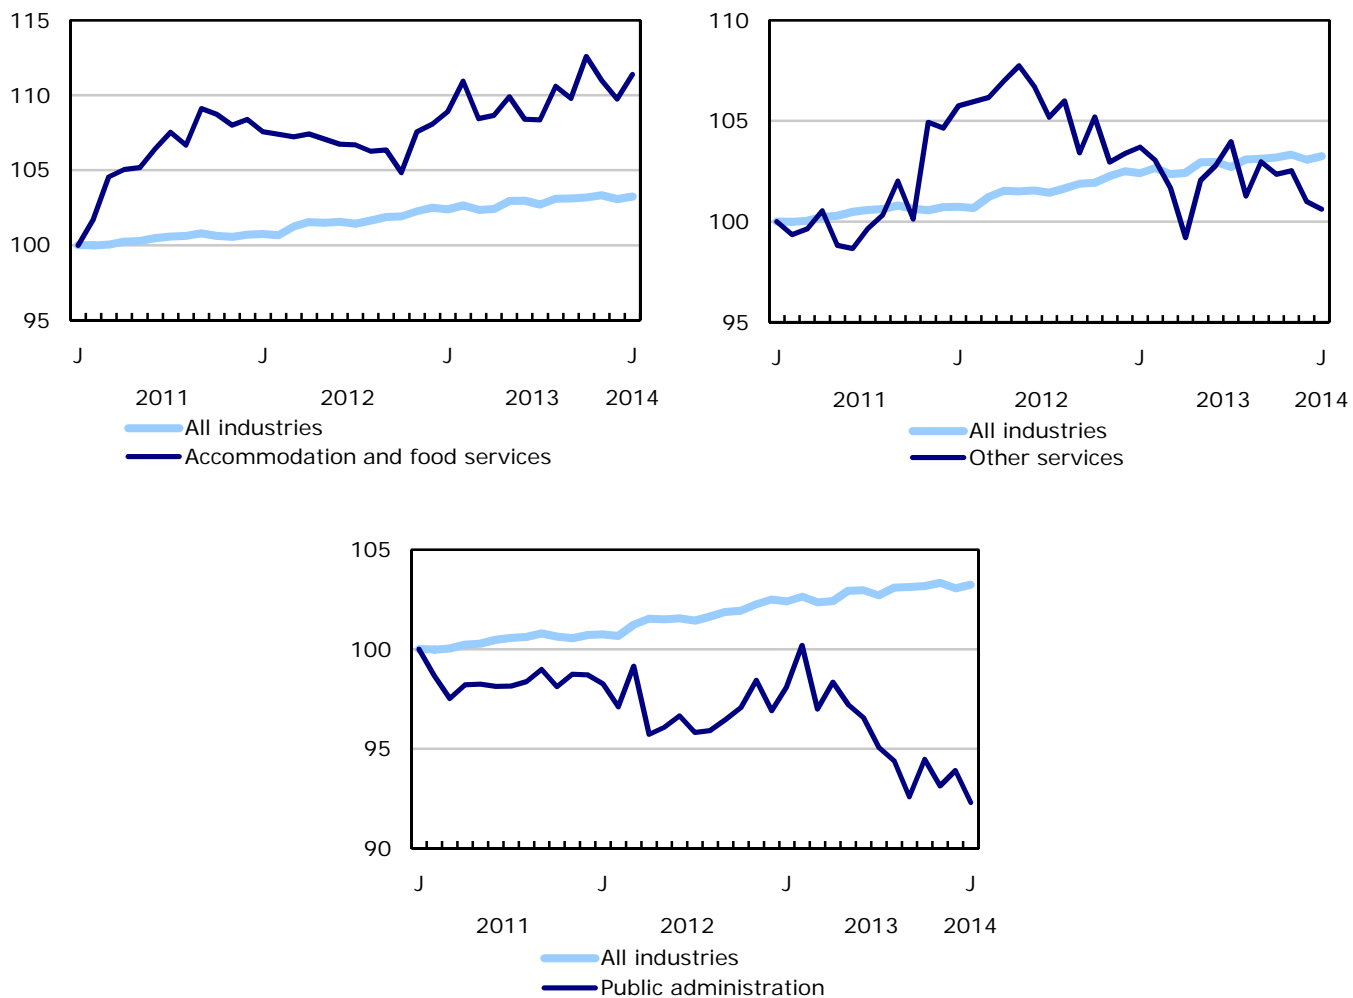 115
110
105
100
95
J J J J
2011 2012 2013 2014
All industries
Accommodation and food services
110
105
100
95
J J J J
2011 2012 2013 2014
All industries
Other services
105
100
95
90
J J J J
2011 2012 2013 2014
All industries
Public administration